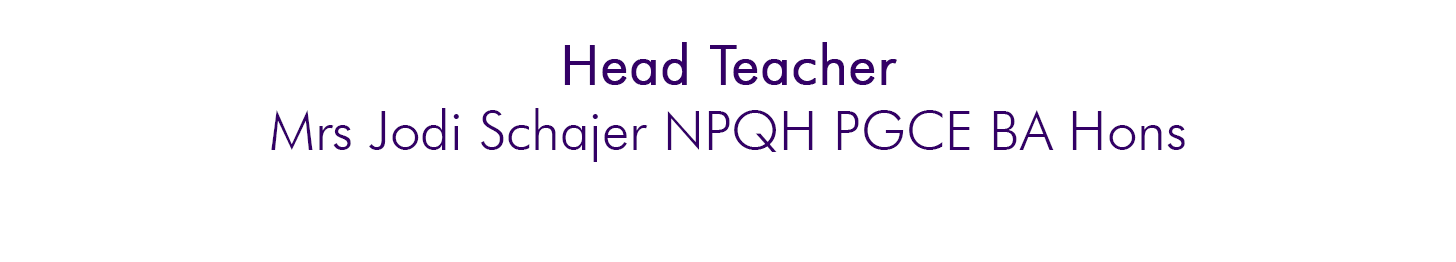 Head Teacher
Mrs Jodi Schajer NPQH PGCE BA Hons